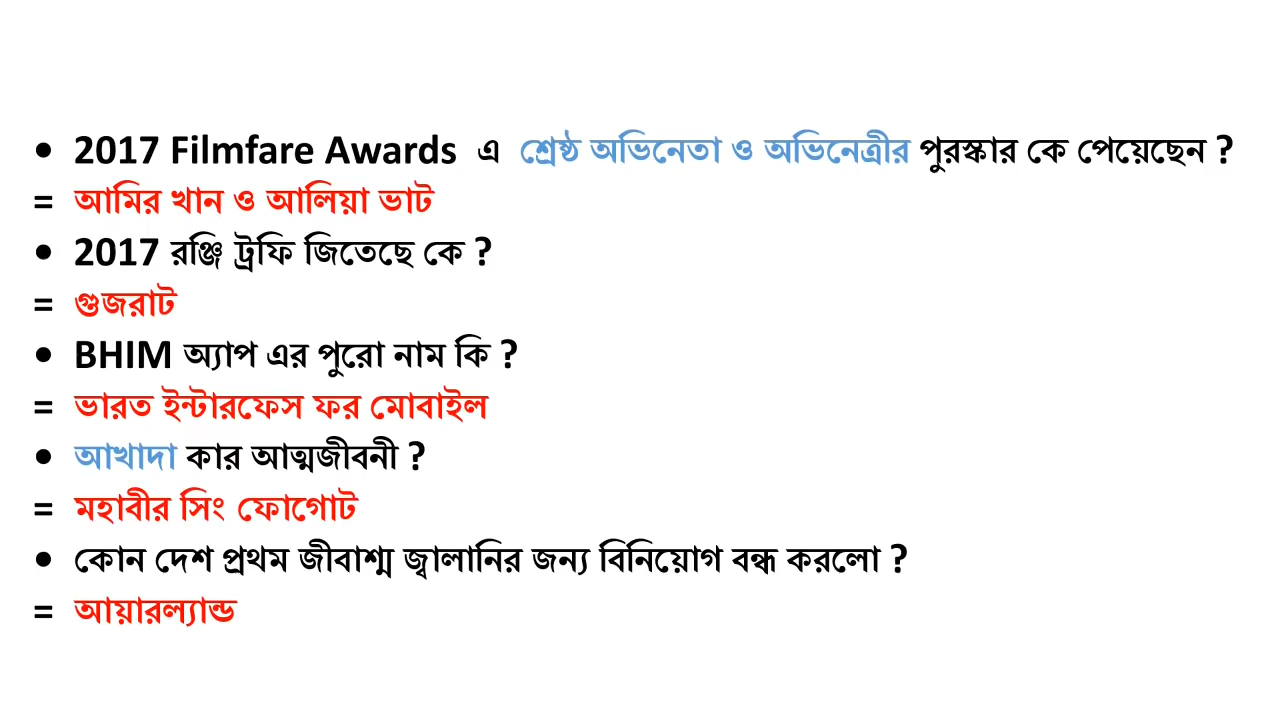 • 2017 Filmfare Awards এ শ্রেষ্ঠ অভিনেতা ও অভিনেত্রীর পুরস্কার কে পেয়েছেন ?
= আমির খান ও আলিয়া ভাট
• 2017 রঞ্জি ট্রফি জিতেছে কে ?
= গুজরাট
• BHIM অ্যাপ এর পুরো নাম কি ?
= ভারত ইন্টারফেস ফর মোবাইল
• আখাদা কার আত্মজীবনী ?
= মহাবীর সিং ফোগোট
• কোন দেশ প্রথম জীবাশ্ম জ্বালানির জন্য বিনিয়োগ বন্ধ করলো ?
= আয়ারল্যান্ড